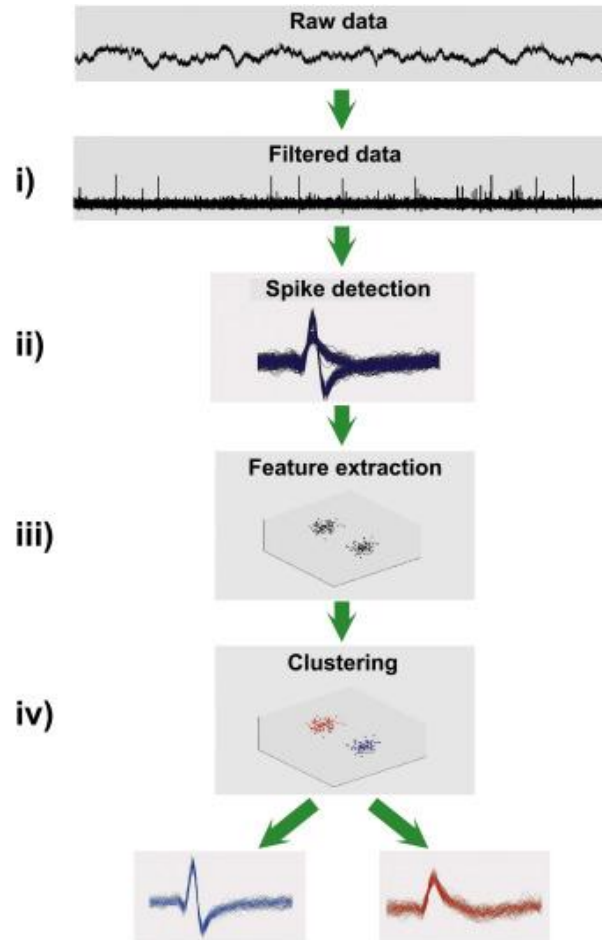 Raw data
Filtered data
i)
Spike detection
ii)
Feature extraction
iii)
Clustering
iv)